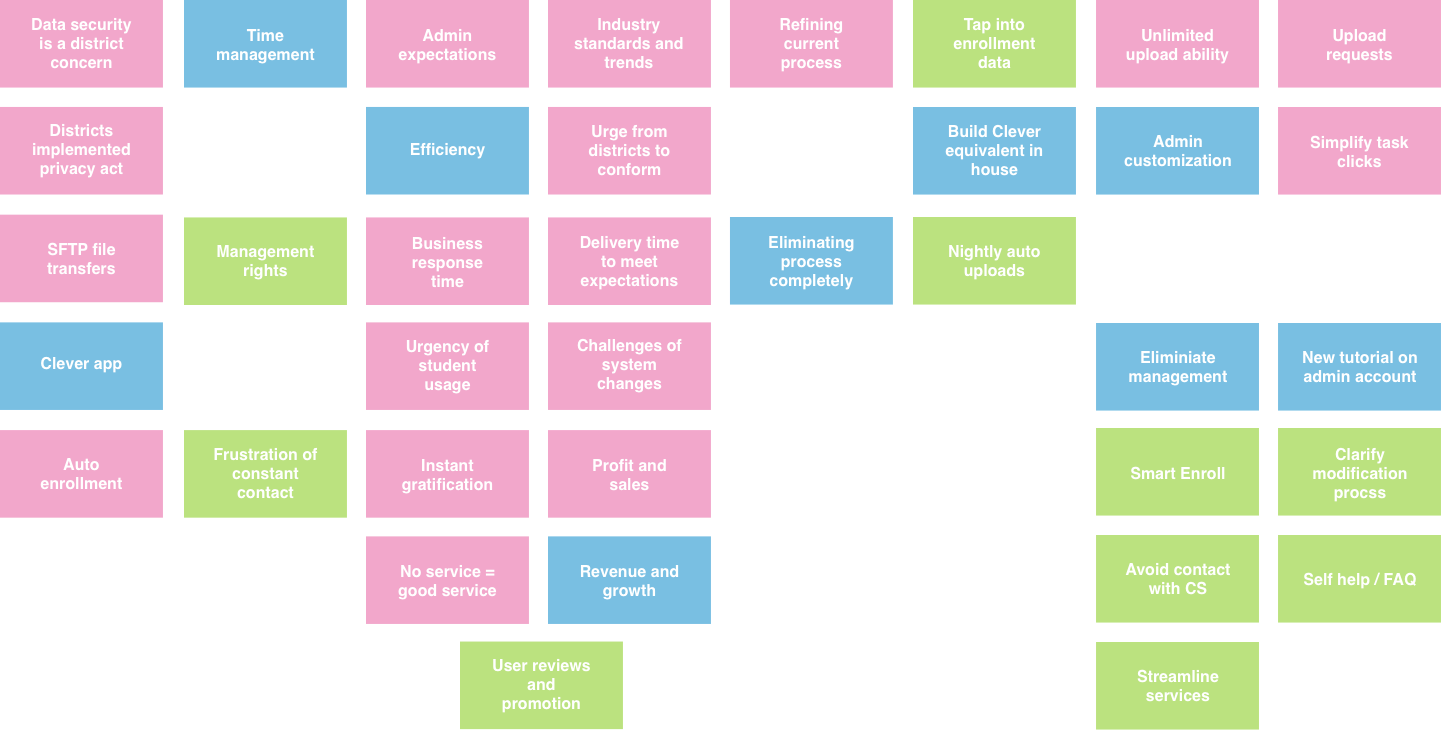 Data security
is a district
concern
Time
management
Admin
expectations
Industry
standards and
trends
Refining
current
process
Tap into
enrollment
data
Unlimited
upload ability
Upload
requests
Districts
implemented
privacy act
Efficiency
Urge from
districts to
conform
Build Clever
equivalent in
house
Admin
customization
Simplify task
clicks
SFTP file
transfers
Management
rights
Business
response
time
Delivery time
to meet
expectations
Eliminating
process
completely
Nightly auto
uploads
Clever app
Urgency of
student
usage
Challenges of
system
changes
Eliminiate
management
New tutorial on
admin account
Auto
enrollment
Frustration of
constant
contact
Instant
gratification
Profit and
sales
Smart Enroll
Clarify
modification
procss
No service =
good service
Revenue and
growth
Avoid contact
with CS
Self help / FAQ
User reviews
and
promotion
Streamline
services